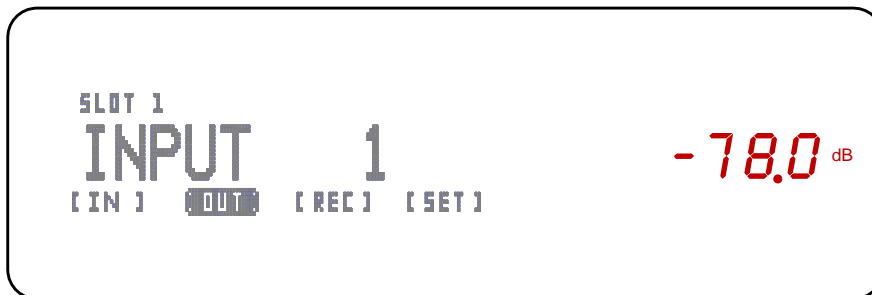 SLOT 1
INPUT 1
-78.0 dB
[IN ] [OUT] [REC] [SET]